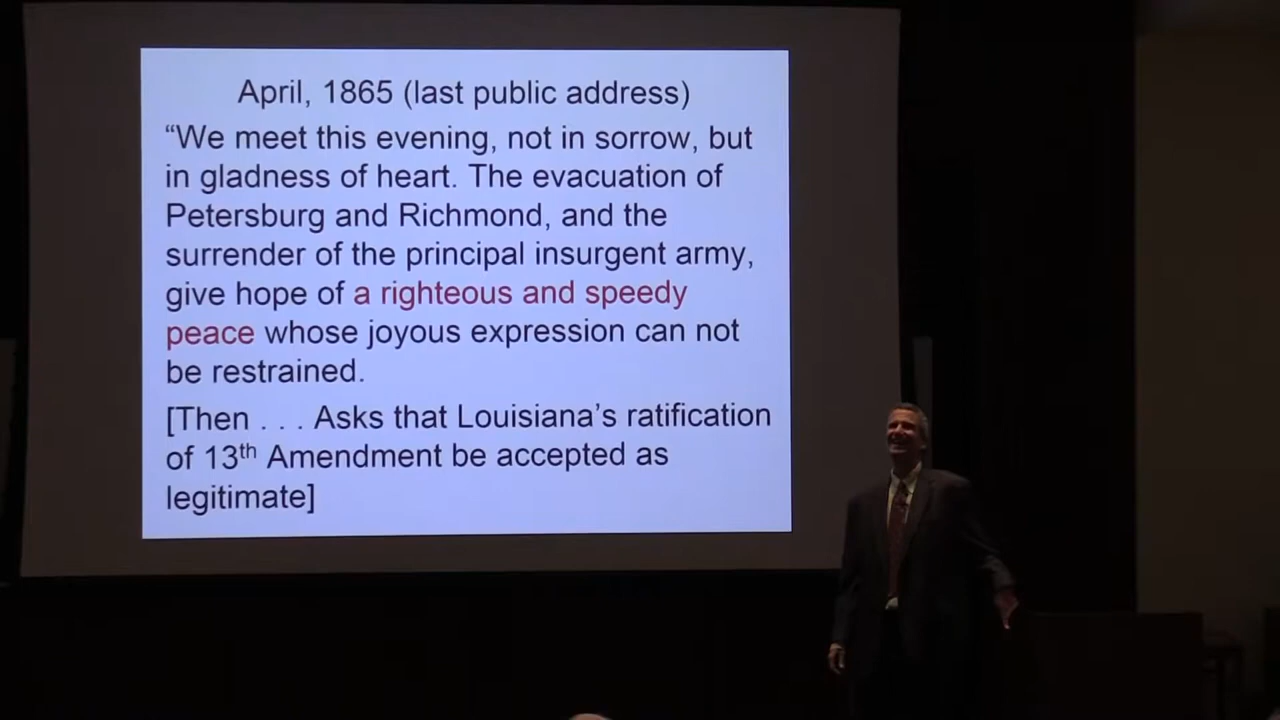 April, 1865 (last public address)
“We meet this evening, not in sorrow, but
in gladness of heart. The evacuation of
Petersburg and Richmond, and the
surrender of the principal insurgent army,
give hope of a righteous and speedy
peace whose joyous expression can not
be restrained.
[Then . . . Asks that Louisiana’s ratification
of 13th Amendment be accepted as
legitimate]